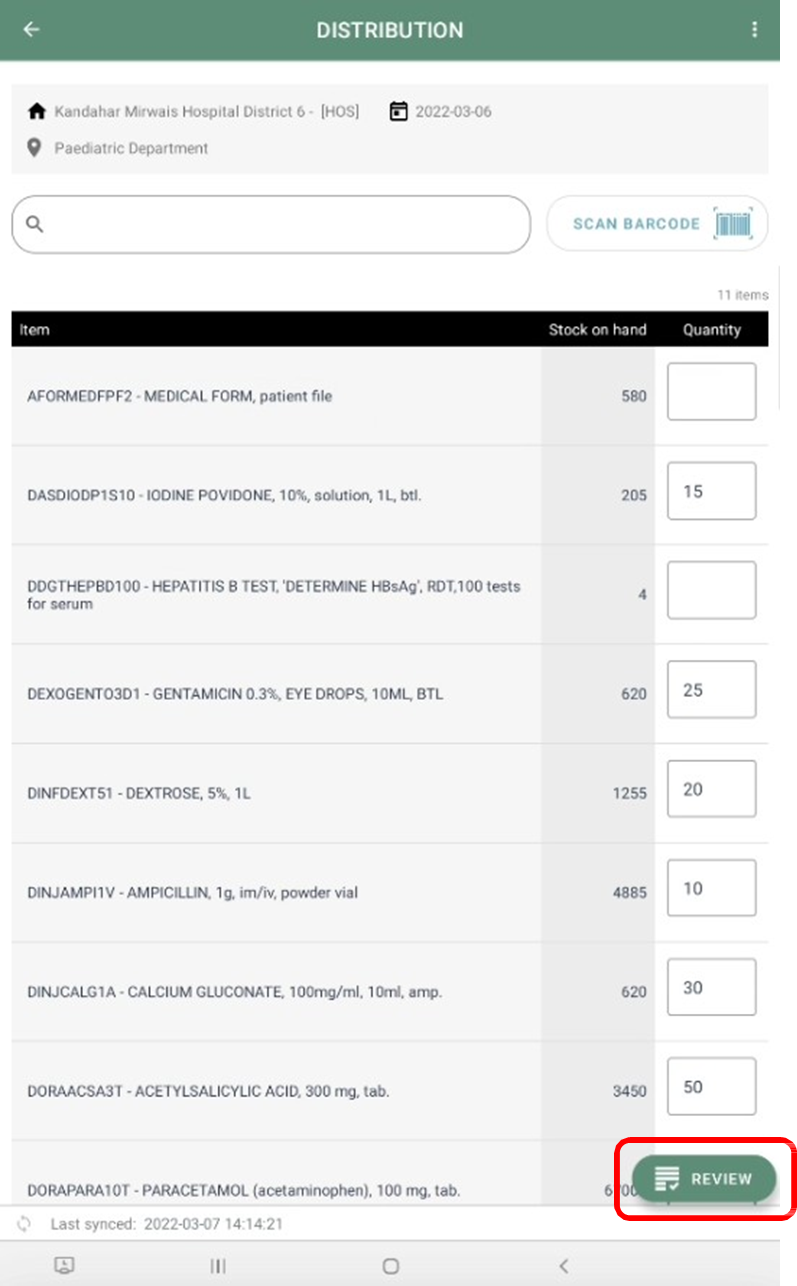 DISTRIBUTION
Kandahar Mirwais Hospital District 6 - [HOS] 2022-03-06
Paediatric Department
SCAN BARCODE
11 items
Item Stock on hand Quantity
AFORMEDFPF2 - MEDICAL FORM, patient file 580
DASDIODP1S10 - IODINE POVIDONE, 10%, solution, 1L, btl. 205 15
DDGTHEPBD100 - HEPATITIS B TEST, 'DETERMINE HBsAg', RDT,100 tests
for serum 4
DEXOGENTO3D1 - GENTAMICIN 0.3%, EYE DROPS, 10ML, BTL 620 25
DINFDEXT51 - DEXTROSE, 5%, 1L 1255 20
DINJAMPI1V - AMPICILLIN, 1g, im/iv, powder vial 4885 10
DINJCALG1A - CALCIUM GLUCONATE, 100mg/ml, 10ml, amp. 620 30
DORAACSA3T - ACETYLSALICYLIC ACID, 300 mg, tab. 3450 50
DORAPARA10T - PARACETAMOL (acetaminophen), 100 mg, tab.
REVIEW
Last synced: 2022-03-07 14:14:21